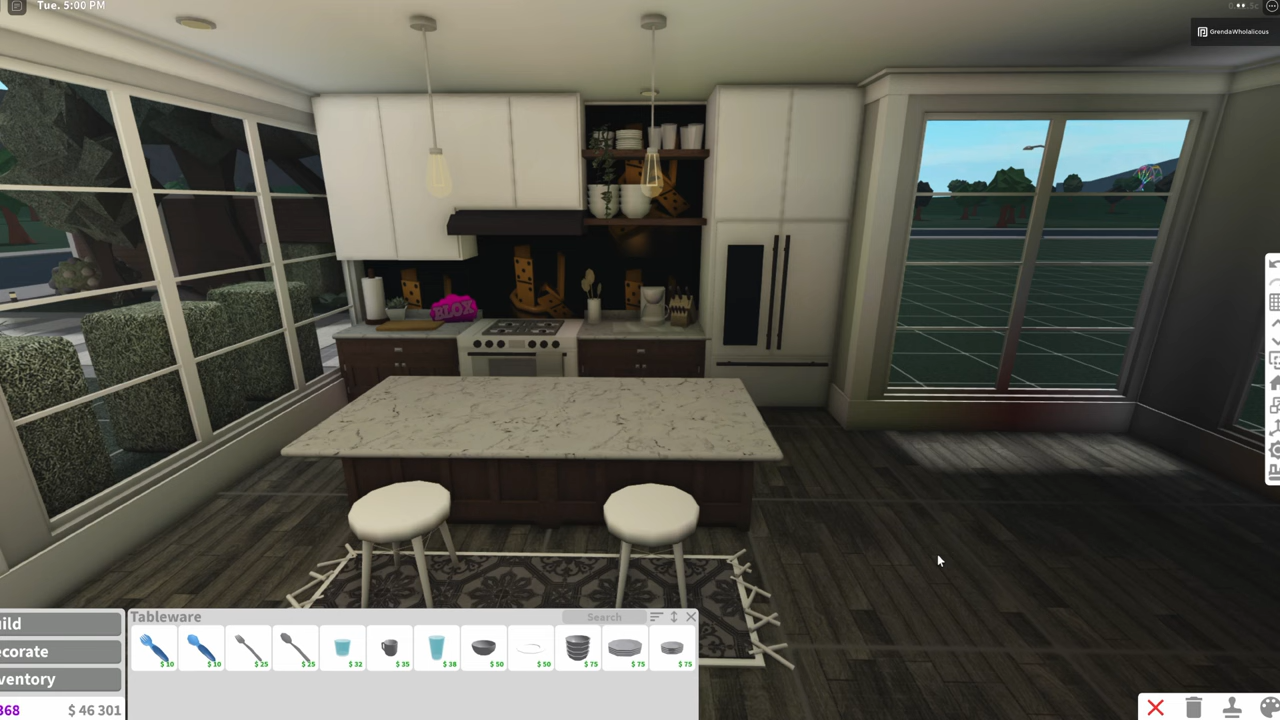 Tue. 5:00 PM
GrendaWholalicous
BLOX
Tableware
Search
$10
$10
$25
$25
$32
$35
$38
$50
$50
$75
$75
$75
uild
ecorate
nventory
368
$ 46 301